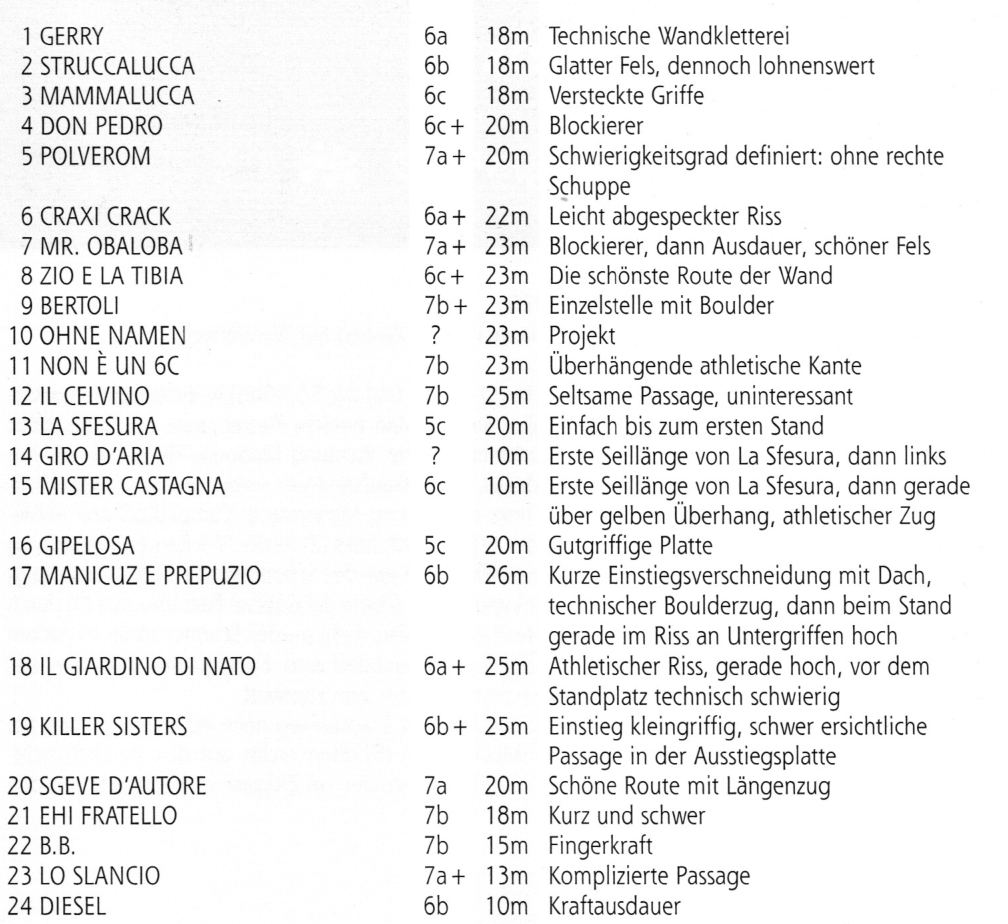 1 GERRY 6a 18m Technische Wandkletterei
2 STRUCCALUCCA 6b 18m Glatter Fels, dennoch lohnenswert
3 MAMMALUCCA 6c 18m Versteckte Griffe
4 DON PEDRO 6c+ 20m Blockierer
5 POLVEROM 7a+ 20m Schwierigkeitsgrad definiert: ohne rechte
Schuppe
6 CRAXI CRACK 6a+ 22m Leicht abgespeckter Riss
7 MR. OBALOBA 7a+ 23m Blockierer, dann Ausdauer, schöner Fels
8 ZIO E LA TIBIA 6c+ 23m Die schönste Route der Wand
9 BERTOLI 7b+ 23m Einzelstelle mit Boulder
10 OHNE NAMEN ? 23m Projekt
11 NON È UN 6C 7b 23m Überhängende athletische Kante
12 IL CELVINO 7b 25m Seltsame Passage, uninteressant
13 LA SFESURA 5c 20m Einfach bis zum ersten Stand
14 GIRO D'ARIA ? 10m Erste Seillänge von La Sfesura, dann links
15 MISTER CASTAGNA 6c 10m Erste Seillänge von La Sfesura, dann gerade
über gelben Überhang, athletischer Zug
16 GIPELOSA 5c 20m Gutgriffige Platte
17 MANICUZ E PREPUZIO 6b 26m Kurze Einstiegsverschneidung mit Dach,
technischer Boulderzug, dann beim Stand
gerade im Riss an Untergriffen hoch
18 IL GIARDINO DI NATO 6a+ 25m Athletischer Riss, gerade hoch, vor dem
Standplatz technisch schwierig
19 KILLER SISTERS 6b+ 25m Einstieg kleingriffig, schwer ersichtliche
Passage in der Ausstiegsplatte
20 SGEVE D'AUTORE 7a 20m Schöne Route mit Längenzug
21 EHI FRATELLO 7b 18m Kurz und schwer
22 B.B. 7b 15m Fingerkraft
23 LO SLANCIO 7a+ 13m Komplizierte Passage
24 DIESEL 6b 10m Kraftausdauer